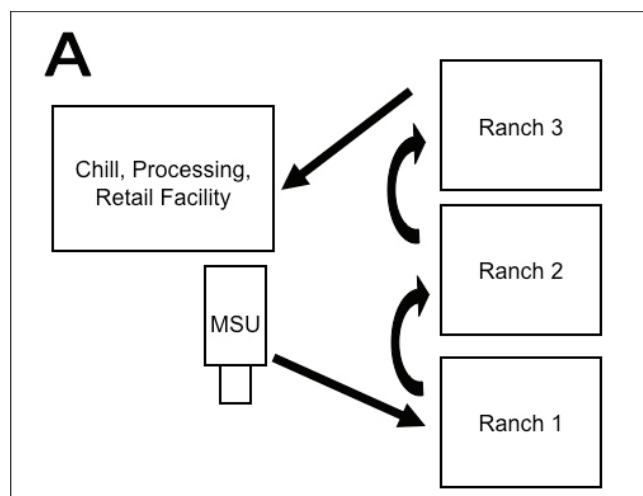 A
Chill, Processing,
Retail Facility
MSU
Ranch 3
Ranch 2
Ranch 1